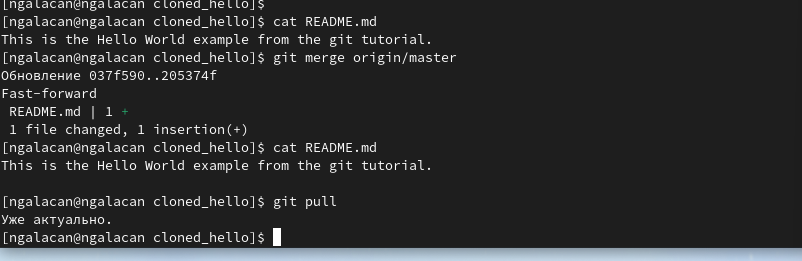 [ngalacan@ngalacan cloned_hello]$
[ngalacan@ngalacan cloned_hello]$ cat README.md
This is the Hello World example from the git tutorial.
[ngalacan@ngalacan cloned_hello]$ git merge origin/master
Обновление 037f590..205374f
Fast-forward
 README.md | 1 +
 1 file changed, 1 insertion(+)
[ngalacan@ngalacan cloned_hello]$ cat README.md
This is the Hello World example from the git tutorial.

[ngalacan@ngalacan cloned_hello]$ git pull
Уже актуально.
[ngalacan@ngalacan cloned_hello]$